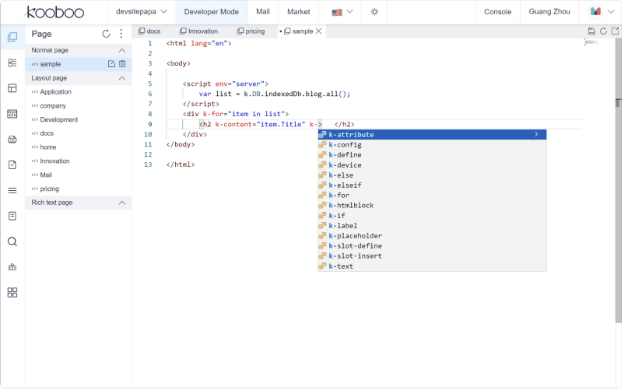 kooboo devsitepapa Developer Mode Mail Market Console Guang Zhou
Page docs Innovation pricing • sample
Normal page
sample
Layout page
Application
company
Development
docs
home
Innovation
Mail
pricing
Rich text page
1 <html lang="en">
2
3 <body>
4
5 <script env="server">
6 var list = k.DB.indexedDb.blog.all();
7 </script>
8 <div k-for="item in list">
9 <h2 k-content="item.Title" k-> </h2>
10 </div>
11 </body>
12
13 </html>
k-attribute
k-config
k-define
k-device
k-else
k-elseif
k-for
k-htmlblock
k-if
k-label
k-placeholder
k-slot-define
k-slot-insert
k-text